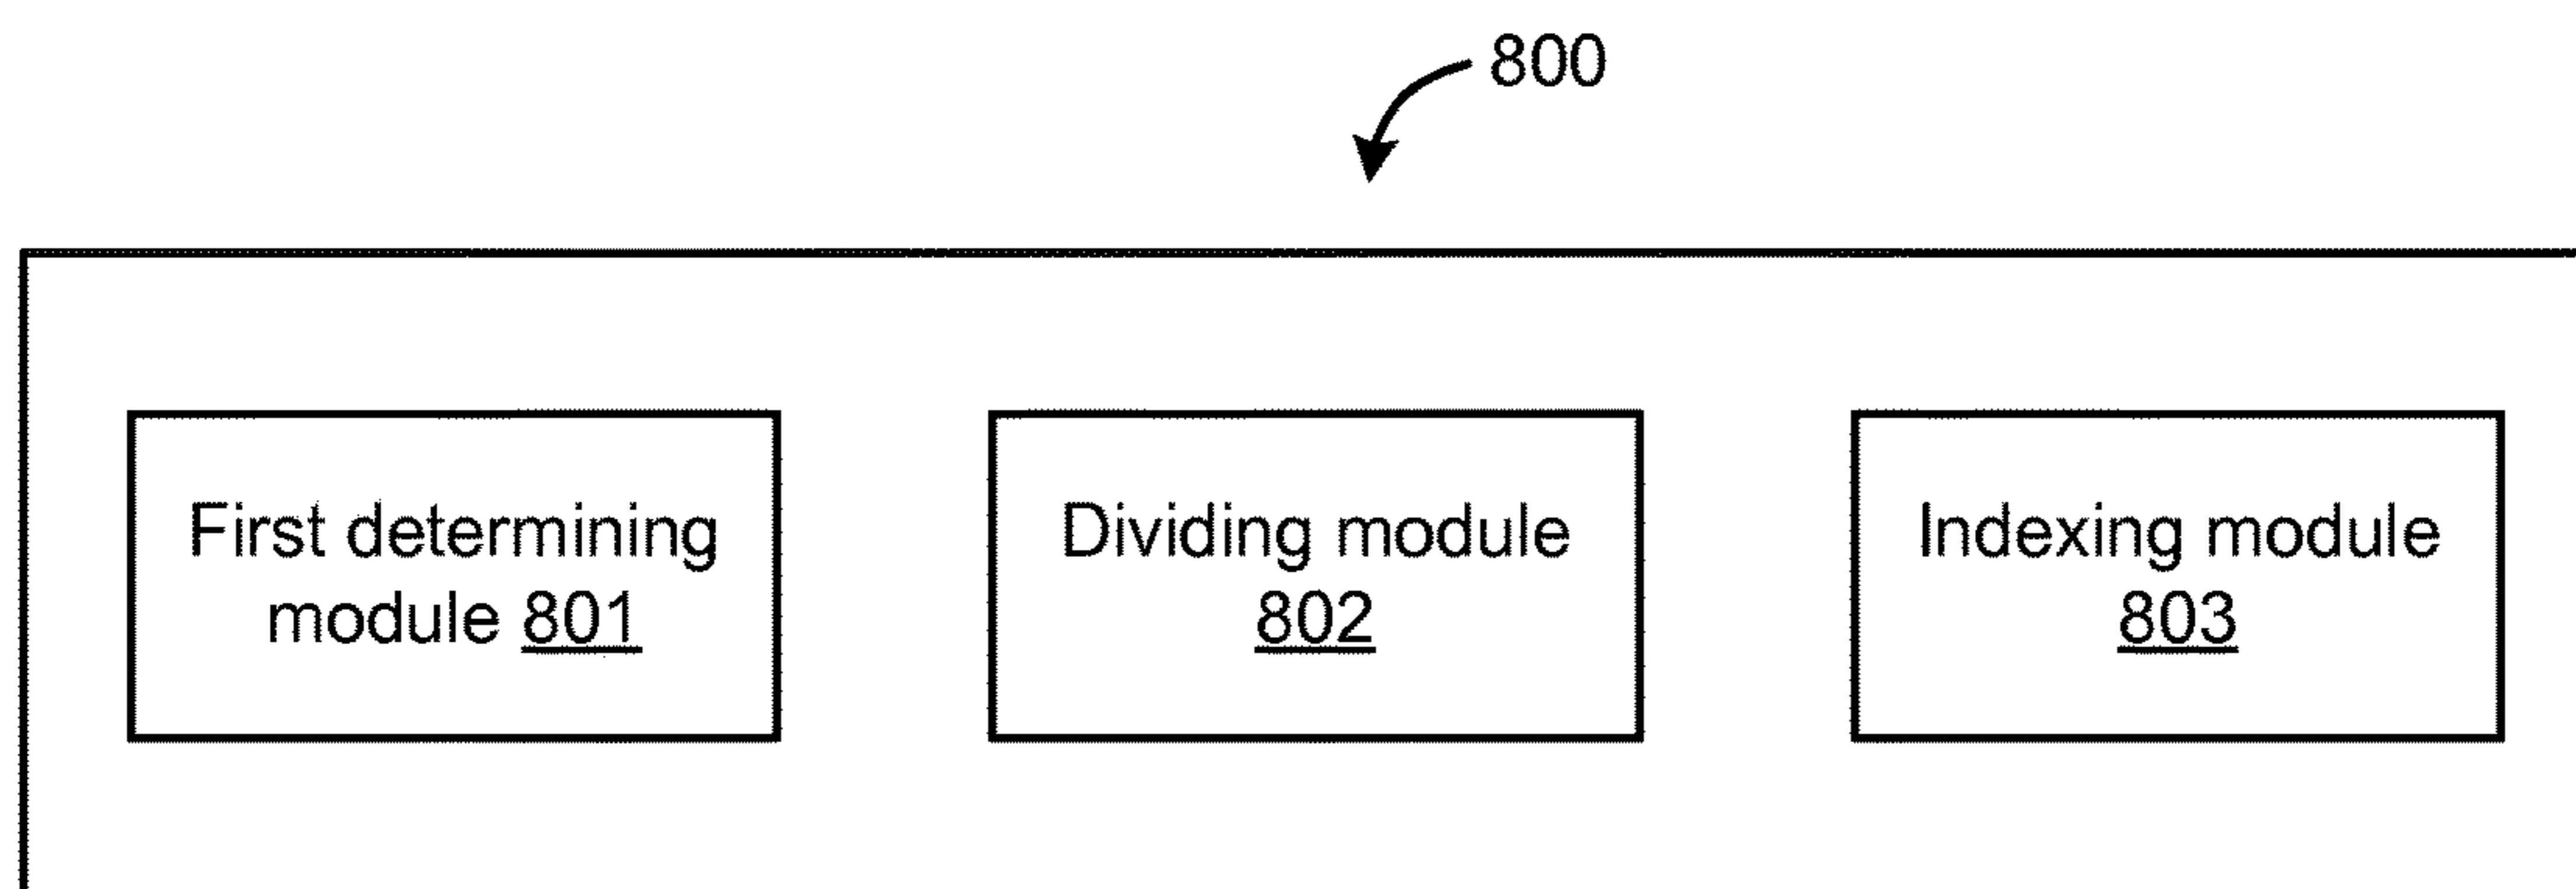 800
First determining
module 801
Dividing module
802
Indexing module
803